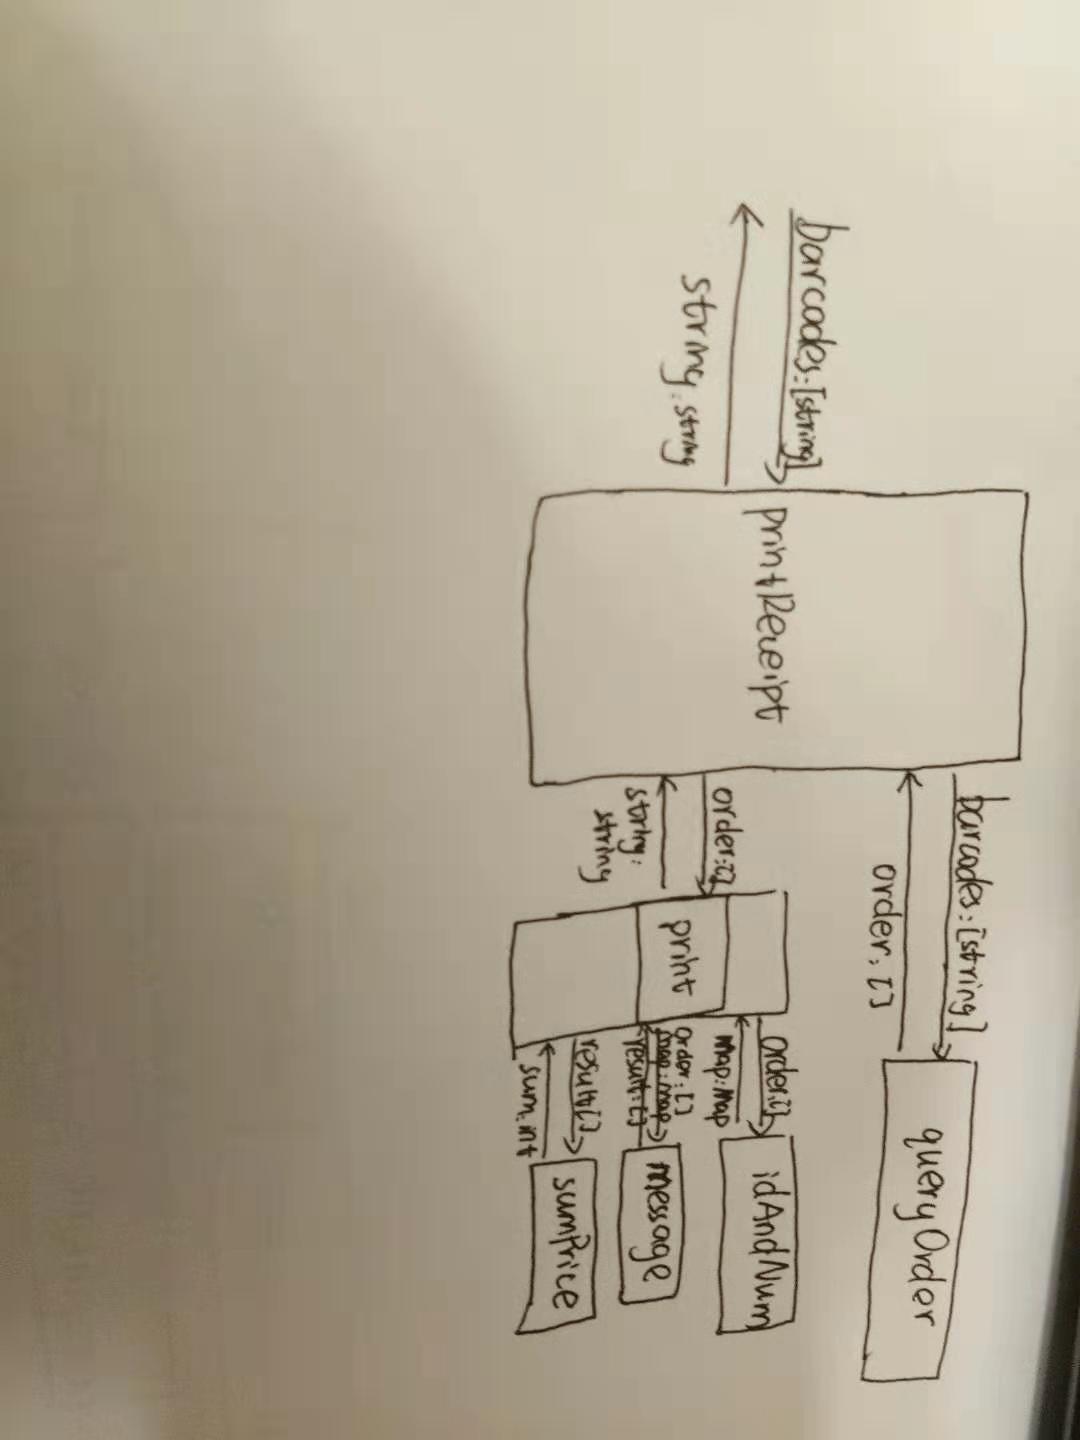 barcodes:[string]
string:string
printReceipt
barcodes:[string]
order:[]
queryOrder
order:[]
string:
string
print
order:[]
map:map
idAndNum
order:[]
map:map
result:[]
message
result[]
sum:int
sumPrice